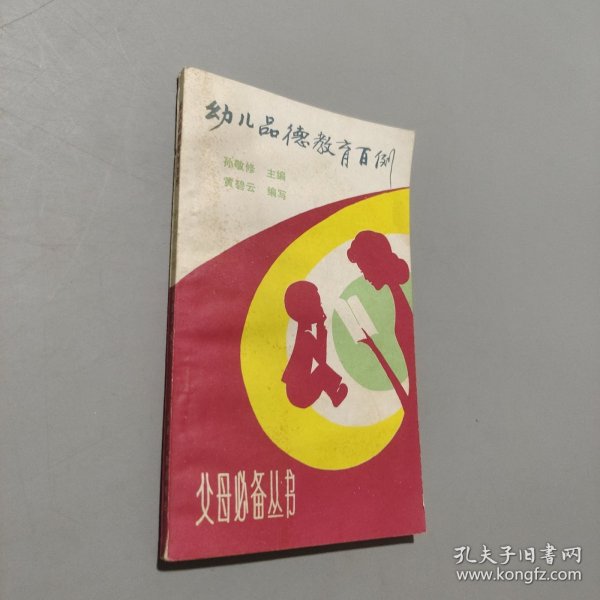 幼儿品德教育百例
孙敬修 主编
黄碧云 编写
父母必备丛书
孔夫子旧书网
www.kongfz.com